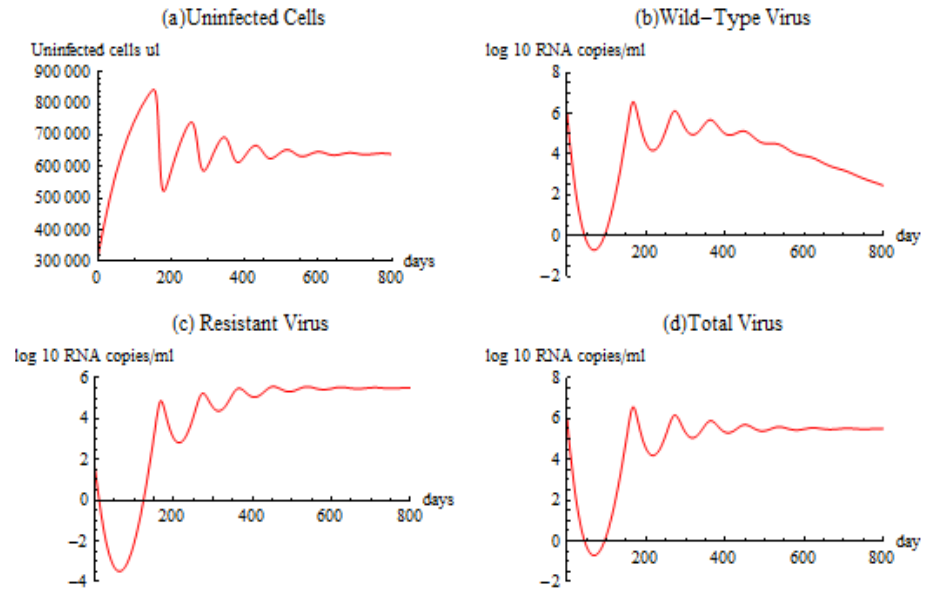 (a)Uninfected Cells
Uninfected cells ul
900 000
800 000
700 000
600 000
500 000
400 000
300 000
0 200 400 600 800
days
(b)Wild-Type Virus
log 10 RNA copies/ml
8
6
4
2
0
-2
200 400 600 800
day
(c) Resistant Virus
log 10 RNA copies/ml
6
4
2
0
-2
-4
200 400 600 800
days
(d)Total Virus
log 10 RNA copies/ml
8
6
4
2
0
-2
200 400 600 800
day